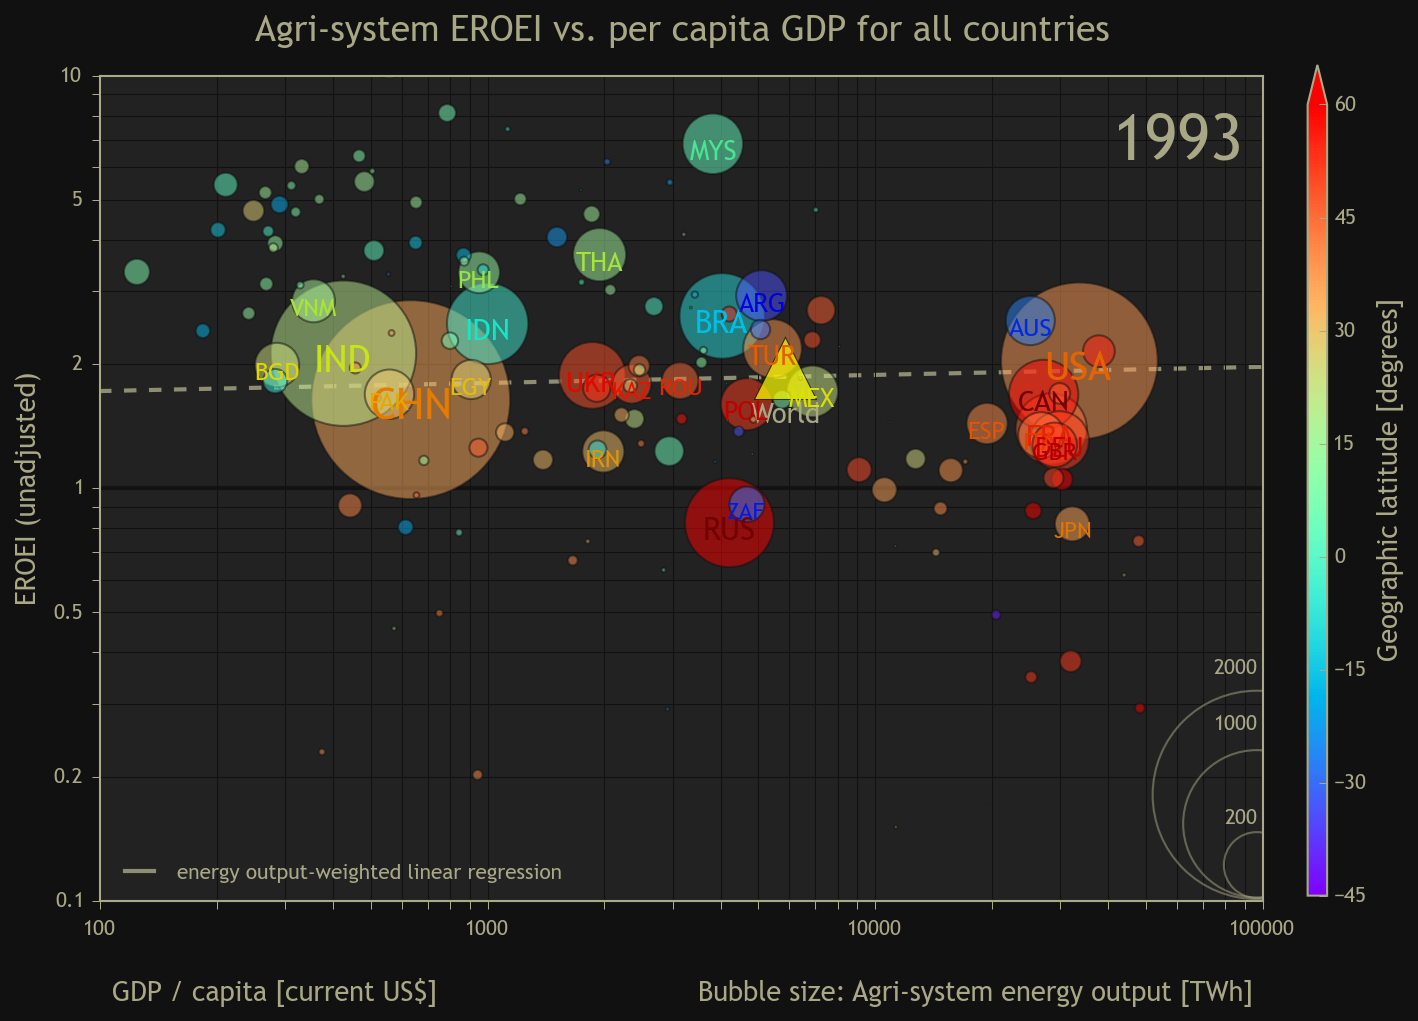 Agri-system EROEI vs. per capita GDP for all countries
1993
EROEI (unadjusted)
10
5
2
1
0.5
0.2
0.1
MYS
THA
PHL
VNM
IDN
BRA
ARG
AUS
IND
BGD
PAK
CHN
EGY
UKR
KAZ
ROU
TUR
POL
MEX
World
USA
CAN
ESP
FRA
DEU
GBR
IRN
ZAF
RUS
JPN
2000
1000
200
energy output-weighted linear regression
100
1000
10000
100000
GDP / capita [current US$]
Bubble size: Agri-system energy output [TWh]
60
45
30
15
0
−15
−30
−45
Geographic latitude [degrees]